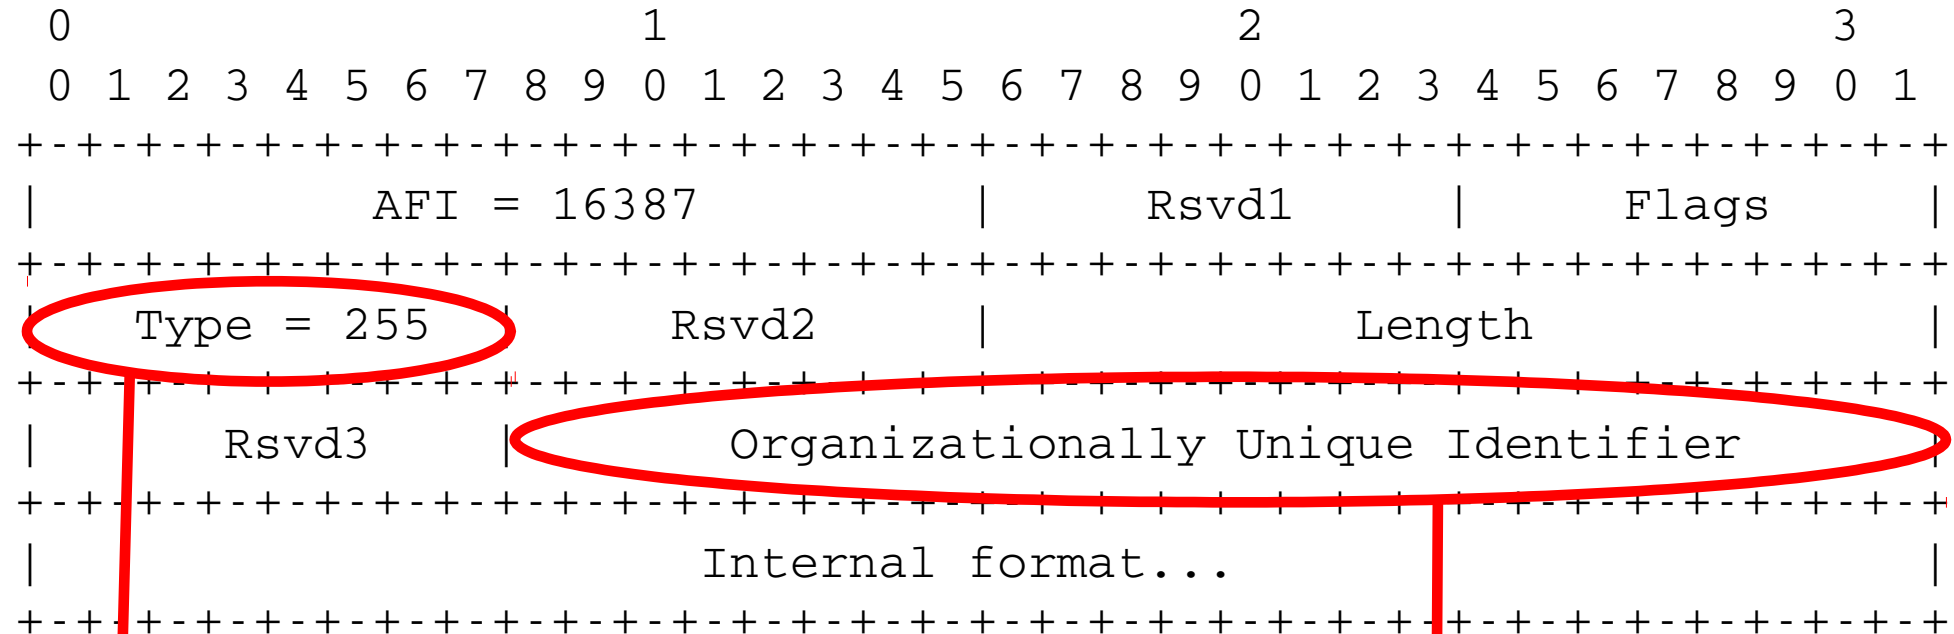 0 1 2 3
0 1 2 3 4 5 6 7 8 9 0 1 2 3 4 5 6 7 8 9 0 1 2 3 4 5 6 7 8 9 0 1
+-+-+-+-+-+-+-+-+-+-+-+-+-+-+-+-+-+-+-+-+-+-+-+-+-+-+-+-+-+-+-+-+
| AFI = 16387 | Rsvd1 | Flags |
+-+-+-+-+-+-+-+-+-+-+-+-+-+-+-+-+-+-+-+-+-+-+-+-+-+-+-+-+-+-+-+-+
| Type = 255 | Rsvd2 | Length |
+-+-+-+-+-+-+-+-+-+-+-+-+-+-+-+-+-+-+-+-+-+-+-+-+-+-+-+-+-+-+-+-+
| Rsvd3 | Organizationally Unique Identifier |
+-+-+-+-+-+-+-+-+-+-+-+-+-+-+-+-+-+-+-+-+-+-+-+-+-+-+-+-+-+-+-+-+
| Internal format... |
+-+-+-+-+-+-+-+-+-+-+-+-+-+-+-+-+-+-+-+-+-+-+-+-+-+-+-+-+-+-+-+-+